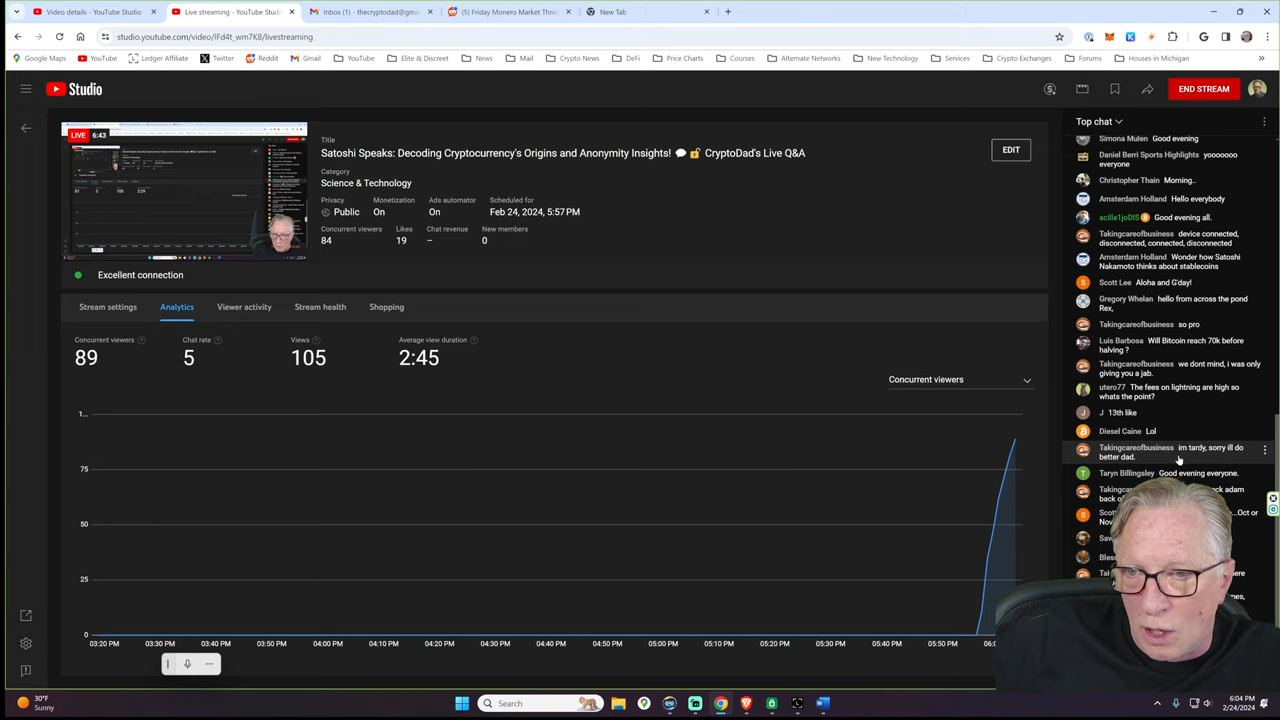 Video details - YouTube Studio
Live streaming - YouTube Studio
Inbox (1) - thecryptodad@gm
(5) Friday Monero Market Thre
New Tab
studio.youtube.com/video/lFd4t_wm7K8/livestreaming
Google Maps
YouTube
Ledger Affiliate
Twitter
Reddit
Gmail
YouTube
Elite & Discreet
News
Mail
Crypto News
DeFi
Price Charts
Courses
Alternate Networks
New Technology
Services
Crypto Exchanges
Forums
Houses in Michigan
Studio
END STREAM
LIVE 6:43
Title
Satoshi Speaks: Decoding Cryptocurrency's Origins and Anonymity Insights! 💬 🔐 CryptoDad's Live Q&A
EDIT
Category
Science & Technology
Privacy
Monetization
Ads automator
Scheduled for
Public
On
On
Feb 24, 2024, 5:57 PM
Concurrent viewers
Likes
Chat revenue
New members
84
19
–
0
Excellent connection
Stream settings
Analytics
Viewer activity
Stream health
Shopping
Concurrent viewers
Chat rate
Views
Average view duration
89
5
105
2:45
Concurrent viewers
1...
75
50
25
0
03:20 PM
03:30 PM
03:40 PM
03:50 PM
04:00 PM
04:10 PM
04:20 PM
04:30 PM
04:40 PM
04:50 PM
05:00 PM
05:10 PM
05:20 PM
05:30 PM
05:40 PM
05:50 PM
06:0
Top chat
Simona Mulen Good evening
Daniel Berri Sports Highlights yoooooo
everyone
Christopher Thain Morning..
Amsterdam Holland Hello everybody
acille1joDIS Good evening all.
Takingcareofbusiness device connected,
disconnected, connected, disconnected
Amsterdam Holland Wonder how Satoshi
Nakamoto thinks about stablecoins
Scott Lee Aloha and G'day!
Gregory Whelan hello from across the pond
Rex,
Takingcareofbusiness so pro
Luis Barbosa Will Bitcoin reach 70k before
halving ?
Takingcareofbusiness we dont mind, i was only
giving you a jab.
utero77 The fees on lightning are high so
whats the point?
J 13th like
Diesel Caine Lol
Takingcareofbusiness im tardy, sorry ill do
better dad.
Taryn Billingsley Good evening everyone.
adam
back
Oct or
Nov
30°F
Sunny
Search
6:04 PM
2/24/2024